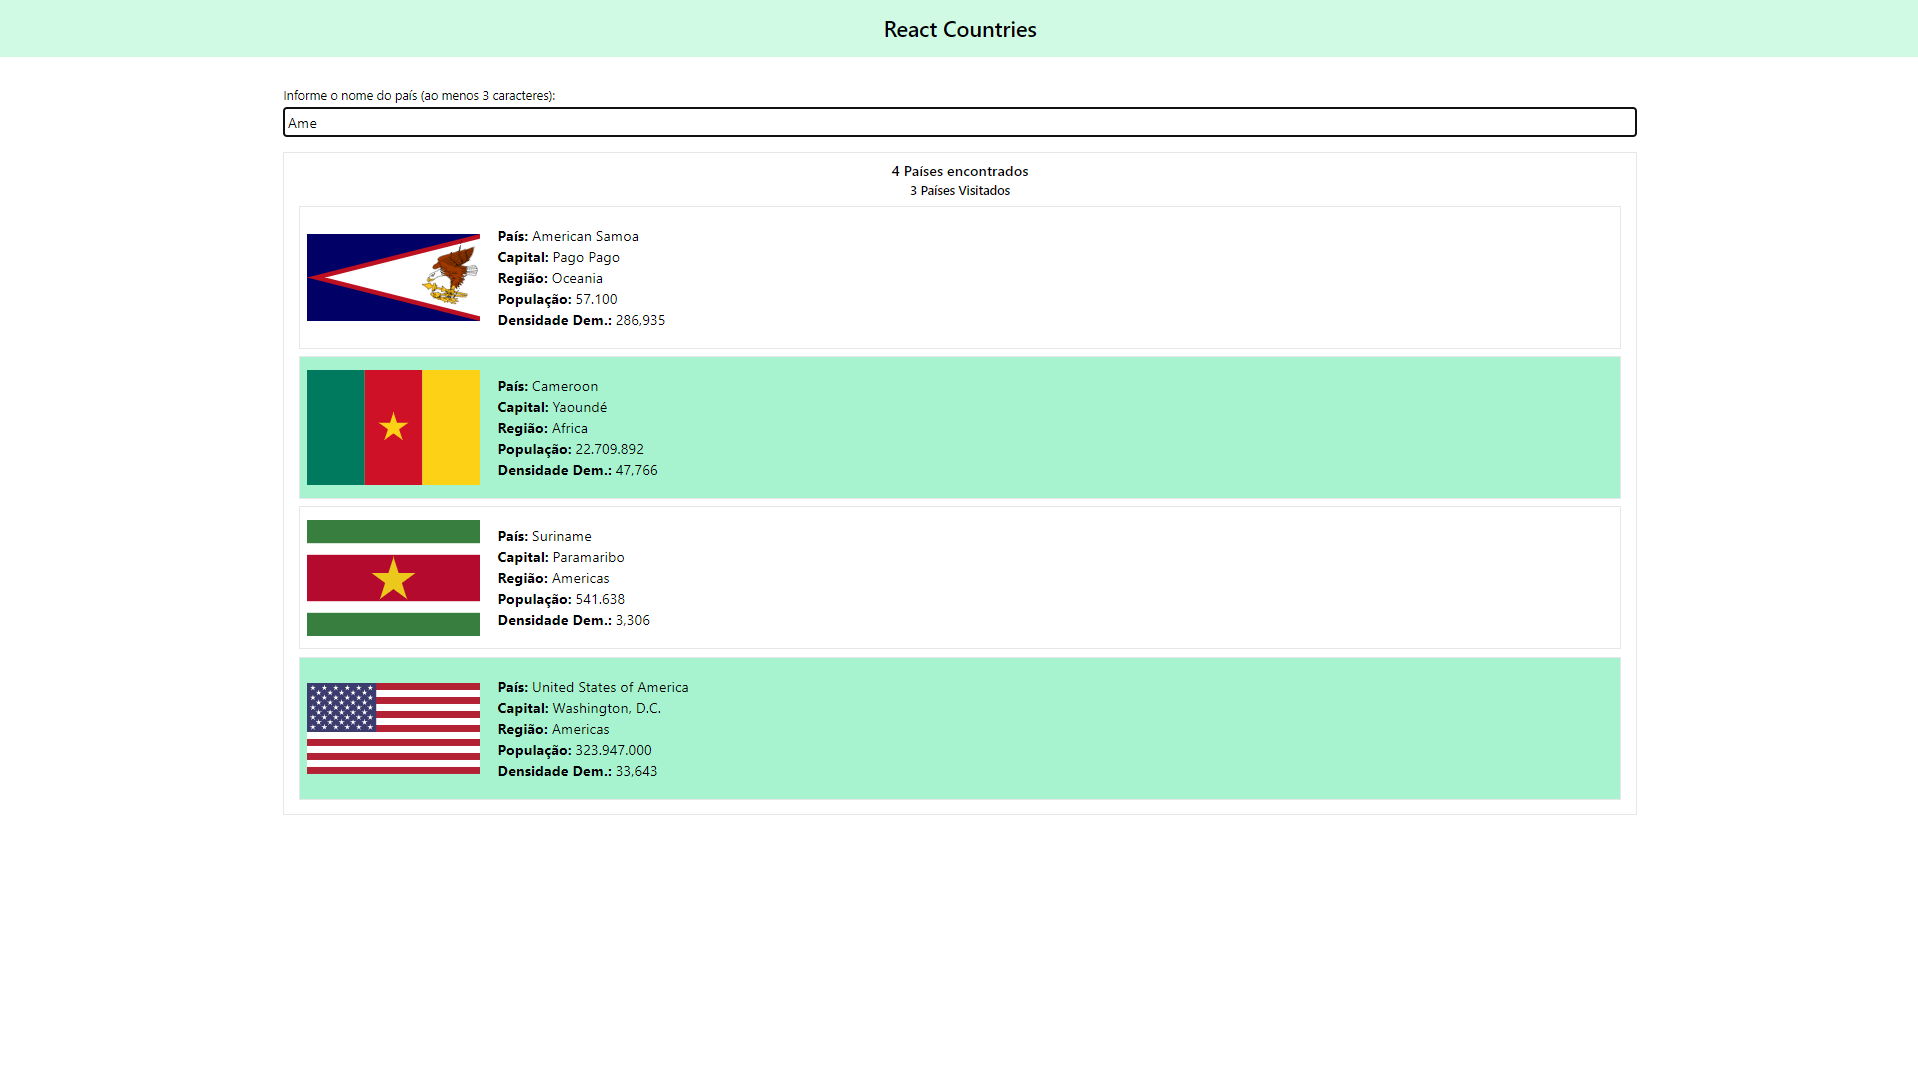 React Countries
Informe o nome do país (ao menos 3 caracteres):
Ame
4 Países encontrados
3 Países Visitados
País: American Samoa
Capital: Pago Pago
Região: Oceania
População: 57.100
Densidade Dem.: 286,935
País: Cameroon
Capital: Yaoundé
Região: Africa
População: 22.709.892
Densidade Dem.: 47,766
País: Suriname
Capital: Paramaribo
Região: Americas
População: 541.638
Densidade Dem.: 3,306
País: United States of America
Capital: Washington, D.C.
Região: Americas
População: 323.947.000
Densidade Dem.: 33,643